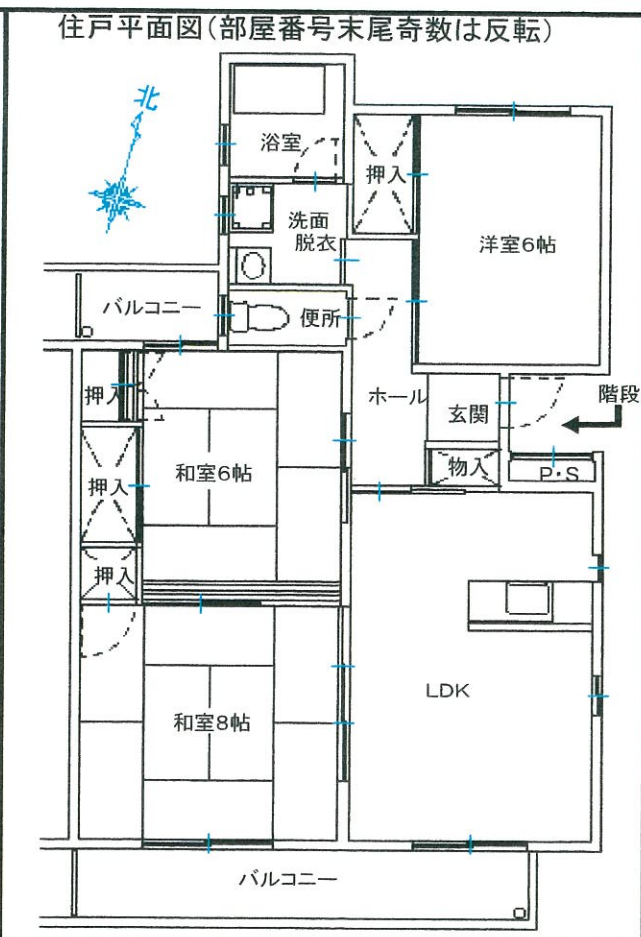 住戸平面図(部屋番号末尾奇数は反転)
北
浴室
押入
洗面
脱衣
洋室6帖
バルコニー
便所
押入
ホール
玄関
階段
和室6帖
押入
物入
P・S
押入
LDK
和室8帖
バルコニー